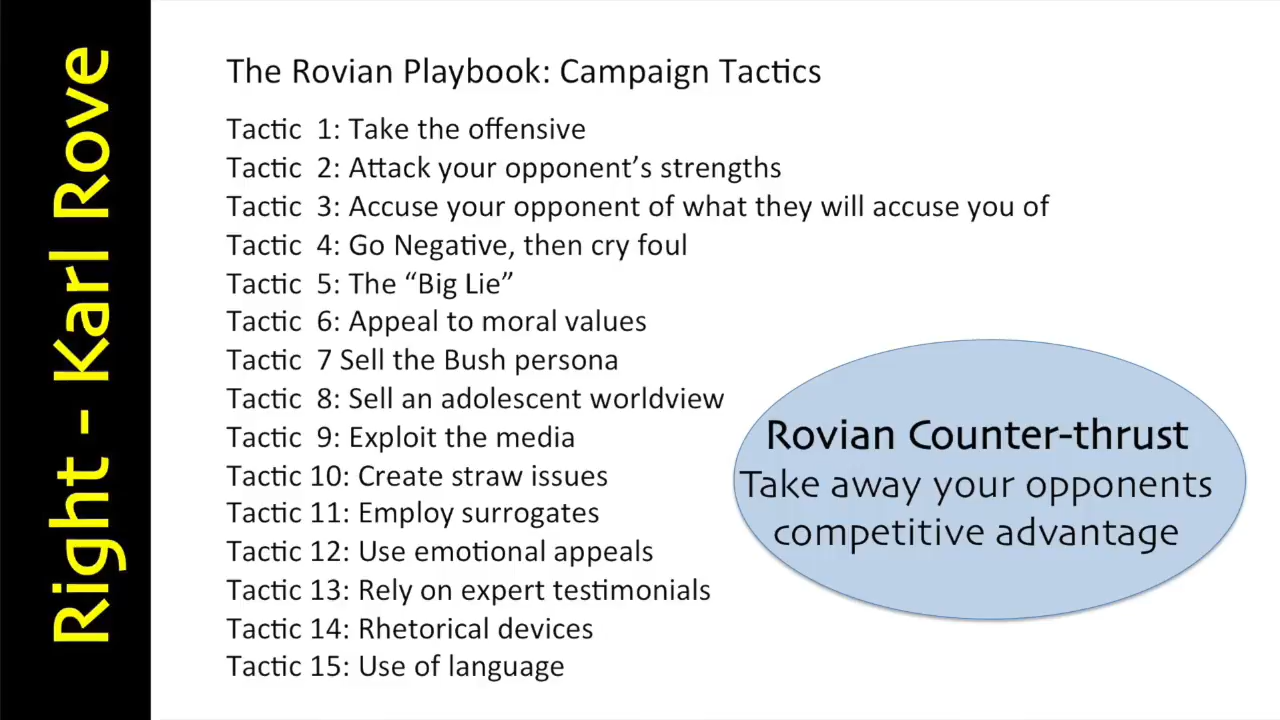 Right - Karl Rove
The Rovian Playbook: Campaign Tactics
Tactic 1: Take the offensive
Tactic 2: Attack your opponent’s strengths
Tactic 3: Accuse your opponent of what they will accuse you of
Tactic 4: Go Negative, then cry foul
Tactic 5: The “Big Lie”
Tactic 6: Appeal to moral values
Tactic 7 Sell the Bush persona
Tactic 8: Sell an adolescent worldview
Tactic 9: Exploit the media
Tactic 10: Create straw issues
Tactic 11: Employ surrogates
Tactic 12: Use emotional appeals
Tactic 13: Rely on expert testimonials
Tactic 14: Rhetorical devices
Tactic 15: Use of language
Rovian Counter-thrust
Take away your opponents
competitive advantage